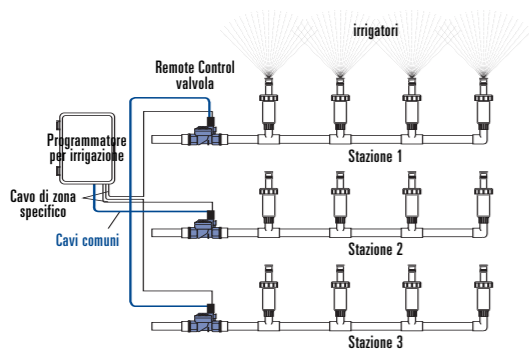 irrigatori
Remote Control
valvola
Programmatore
per irrigazione
Stazione 1
Cavo di zona
specifico
Cavi comuni
Stazione 2
Stazione 3